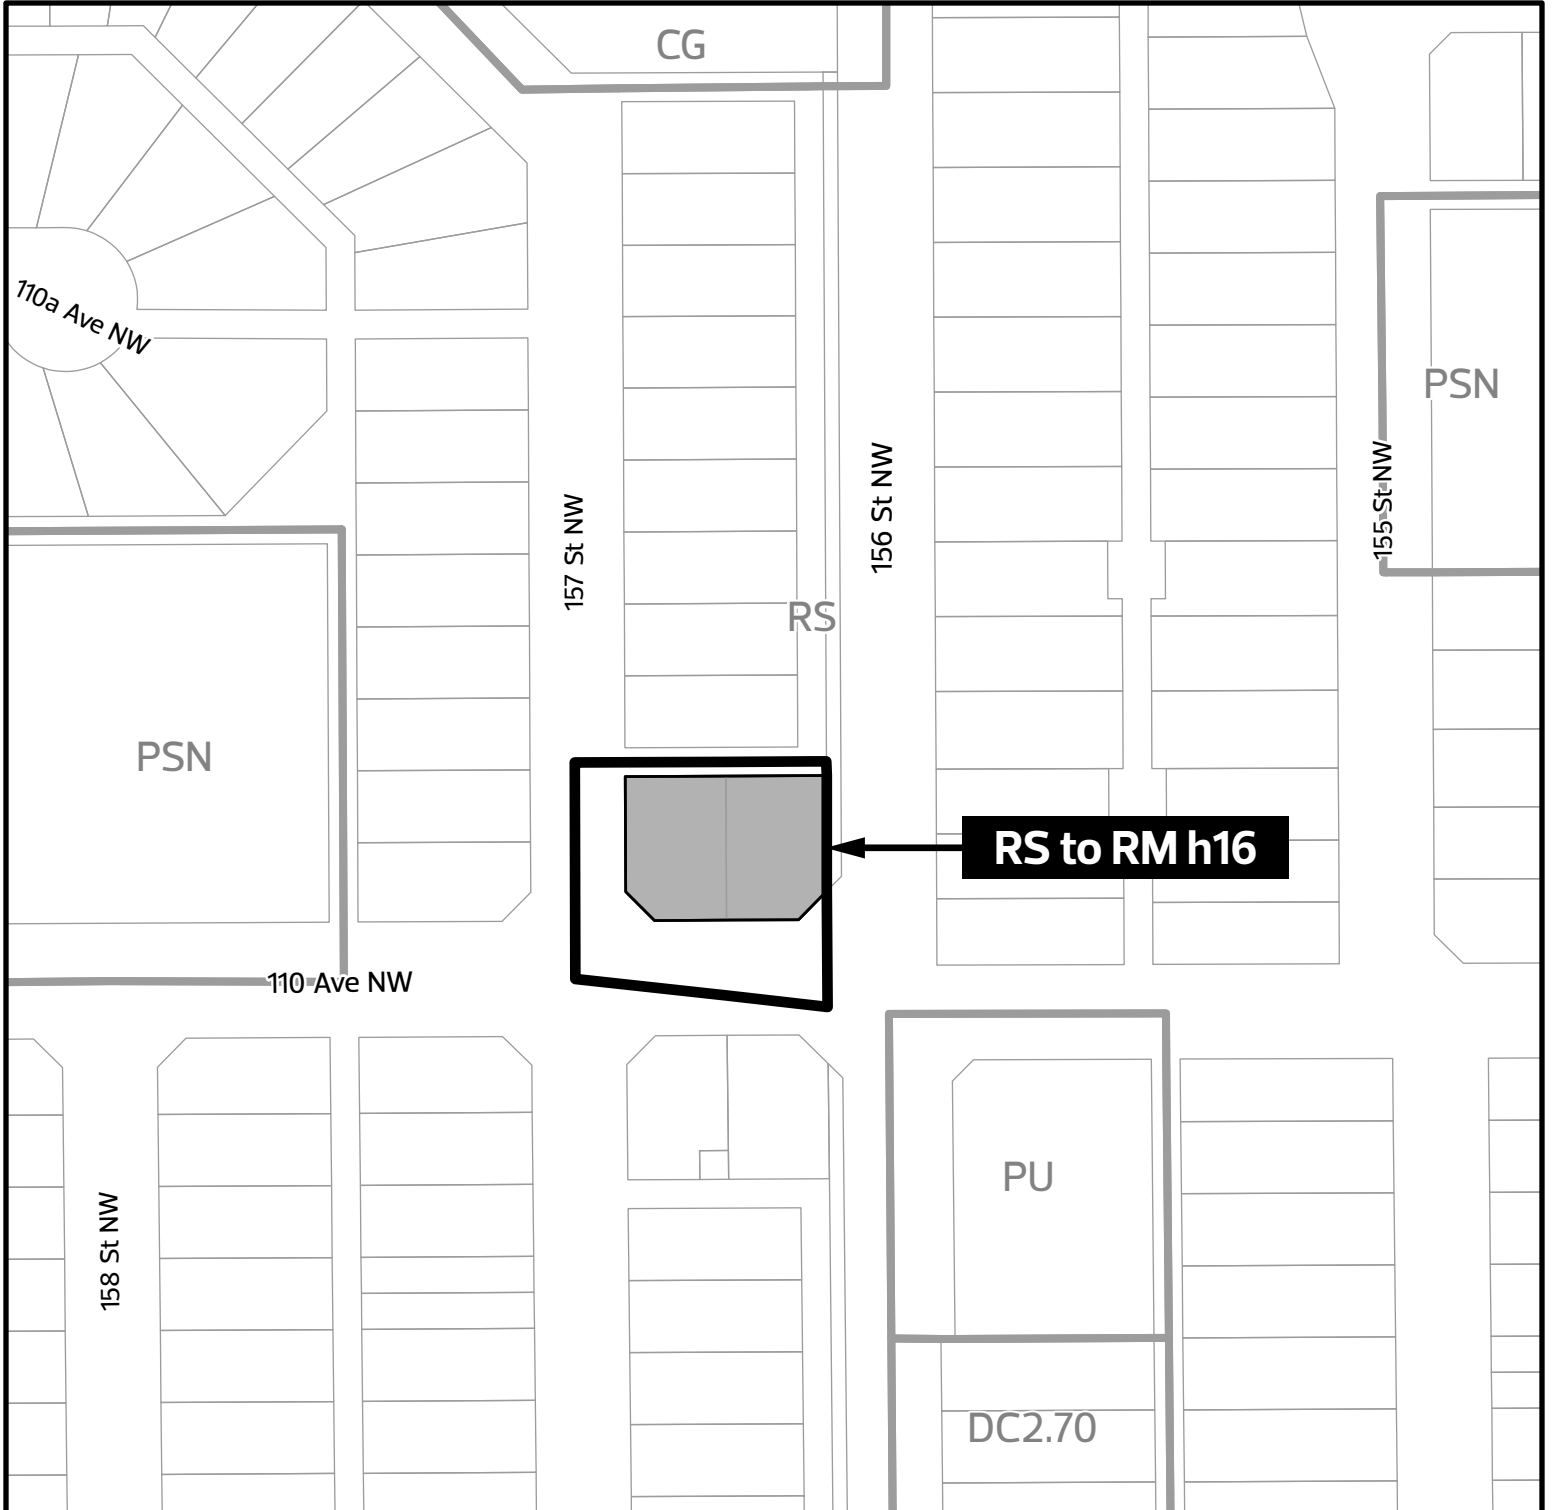 CG
110a Ave NW
PSN
157 St NW
156 St NW
155 St NW
RS
PSN
RS to RM h16
110 Ave NW
PU
158 St NW
DC2.70